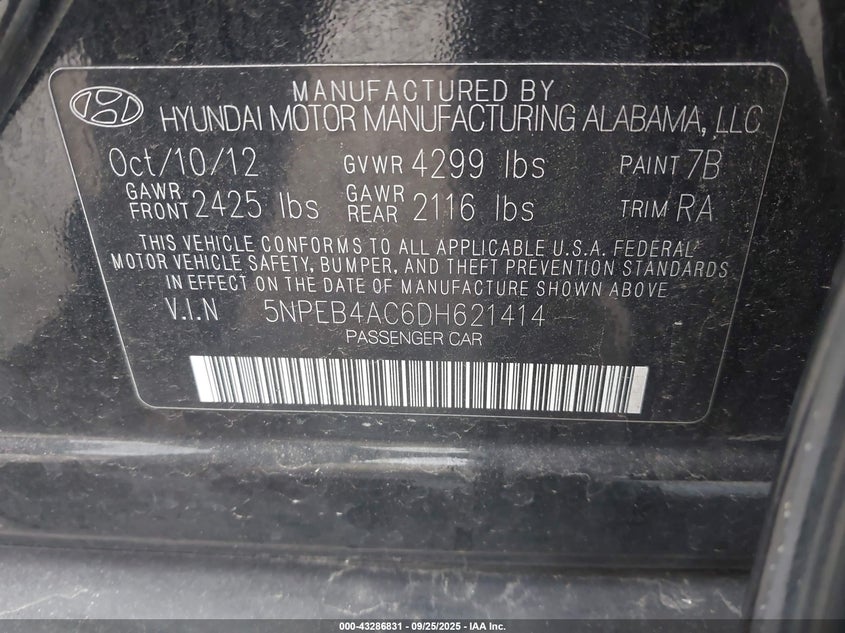 MANUFACTURED BY
HYUNDAI MOTOR MANUFACTURING ALABAMA, LLC
Oct/10/12 GVWR 4299 lbs PAINT 7B
GAWR FRONT 2425 lbs GAWR REAR 2116 lbs TRIM RA
THIS VEHICLE CONFORMS TO ALL APPLICABLE U.S.A. FEDERAL
MOTOR VEHICLE SAFETY, BUMPER, AND THEFT PREVENTION STANDARDS
IN EFFECT ON THE DATE OF MANUFACTURE SHOWN ABOVE
V.I.N 5NPEB4AC6DH621414
PASSENGER CAR
000-43286831 - 09/25/2025 - IAA Inc.